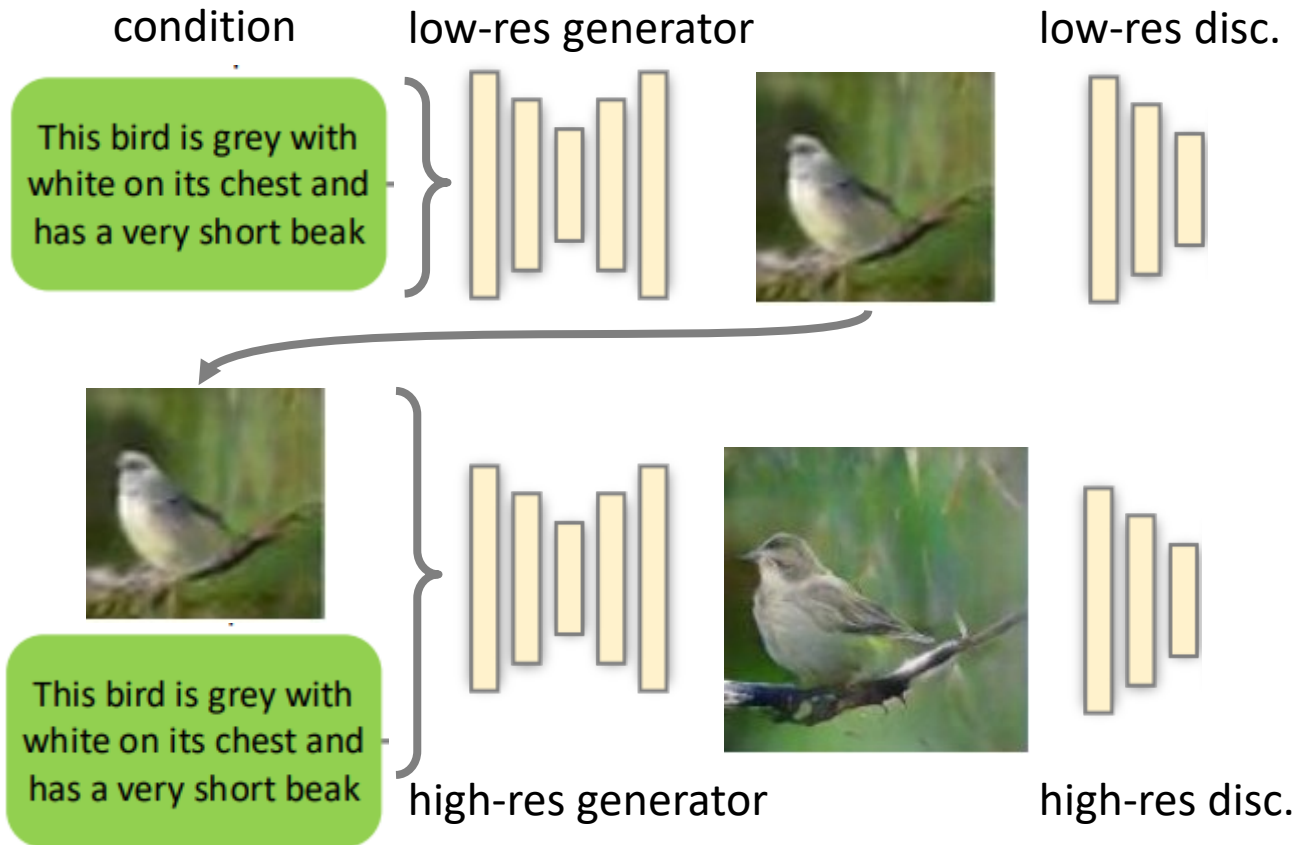 condition
low-res generator
low-res disc.
This bird is grey with
white on its chest and
has a very short beak
This bird is grey with
white on its chest and
has a very short beak
high-res generator
high-res disc.